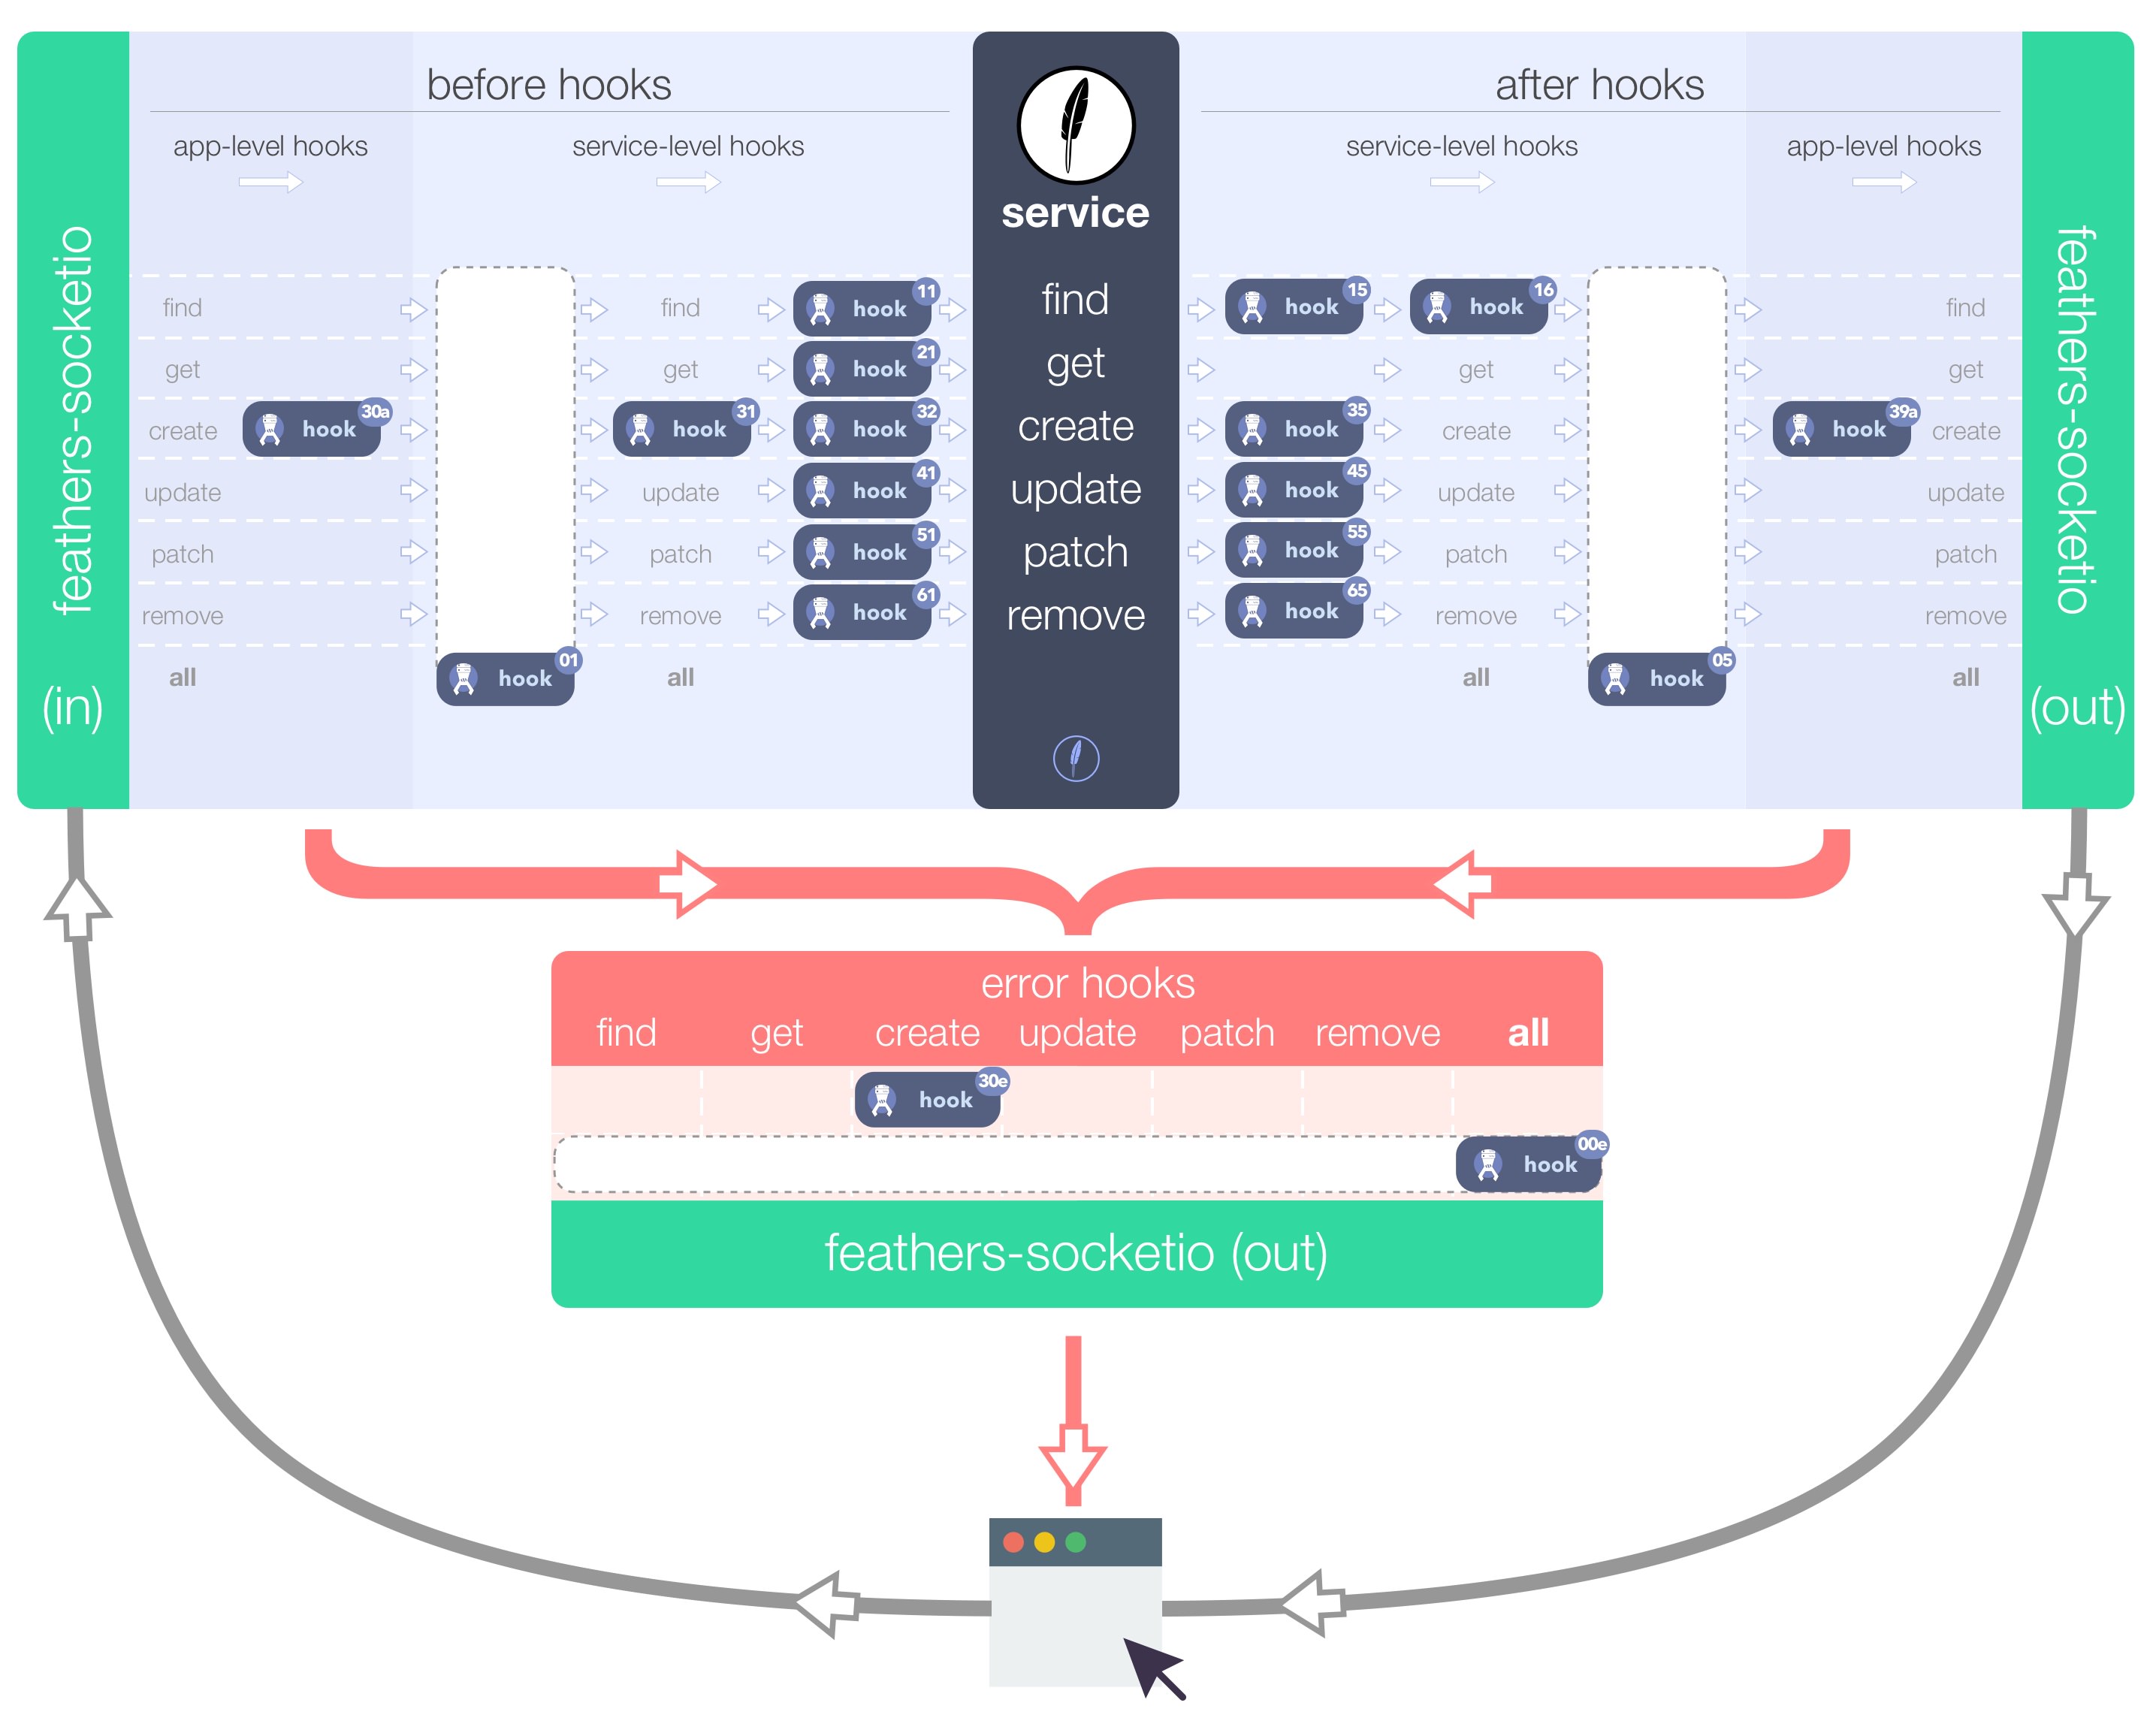 before hooks
after hooks
app-level hooks
service-level hooks
service-level hooks
app-level hooks
service
feathers-socketio
(in)
feathers-socketio
(out)
find
find
hook 11
find
hook 15
hook 16
find
get
get
hook 21
get
get
get
create
hook 30a
hook 31
hook 32
create
hook 35
create
hook 39a
create
update
update
hook 41
update
hook 45
update
update
patch
patch
hook 51
patch
hook 55
patch
patch
remove
remove
hook 61
remove
hook 65
remove
remove
all
hook 01
all
all
hook 05
all
error hooks
find get create update patch remove all
hook 30e
hook 00e
feathers-socketio (out)